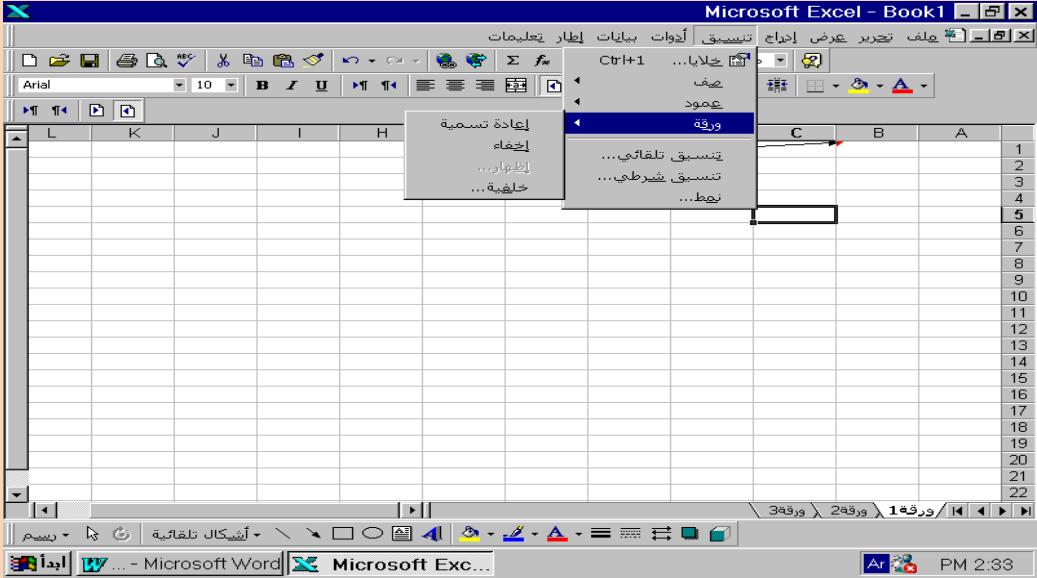 Microsoft Excel - Book1
ملف تحرير عرض إدراج تنسيق أدوات بيانات إطار تعليمات
Arial 10 B I U
خلايا... Ctrl+1
صف
عمود
ورقة
تنسيق تلقائي...
تنسيق شرطي...
نمط...
إعادة تسمية
إخفاء
إظهار...
خلفية...
A B C H I J K L
1
2
3
4
5
6
7
8
9
10
11
12
13
14
15
16
17
18
19
20
21
22
ورقة1 ورقة2 ورقة3
رسم أشكال تلقائية
ابدأ ... - Microsoft Word Microsoft Exc... Ar PM 2:33